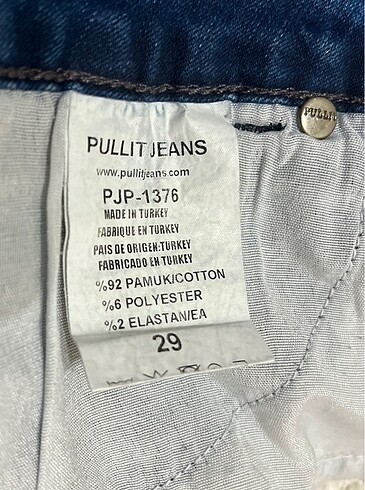 PULLIT JEANS
www.pullitjeans.com
PJP-1376
MADE IN TURKEY
FABRIQUE EN TURKEY
PAIS DE ORIGEN:TURKEY
FABRICADO EN TURKEY
%92 PAMUK/COTTON
%6 POLYESTER
%2 ELASTAN/EA
29
PULLIT